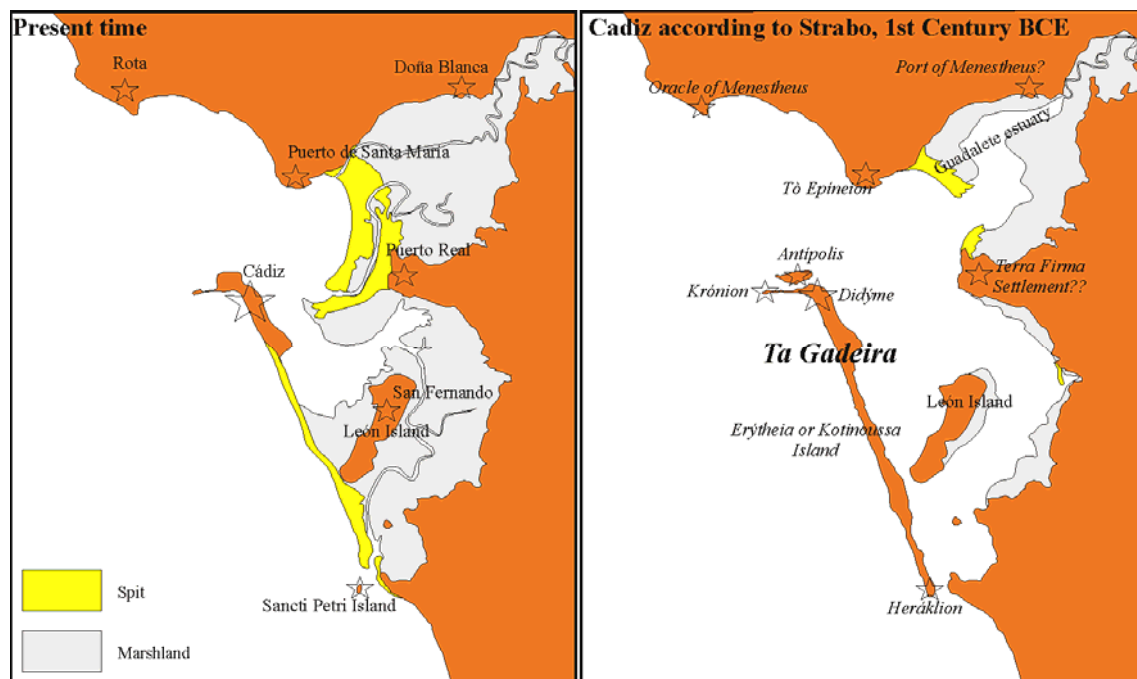 Present time
Rota
Doña Blanca
Puerto de Santa María
Puerto Real
Cádiz
San Fernando
León Island
Sancti Petri Island
Spit
Marshland
Cadiz according to Strabo, 1st Century BCE
Port of Menestheus?
Oracle of Menestheus
Guadalete estuary
Tò Epíneion
Antípolis
Krónion
Didýme
Terra Firma
Settlement??
Ta Gadeira
León Island
Erýtheia or Kotinoussa
Island
Heráklion